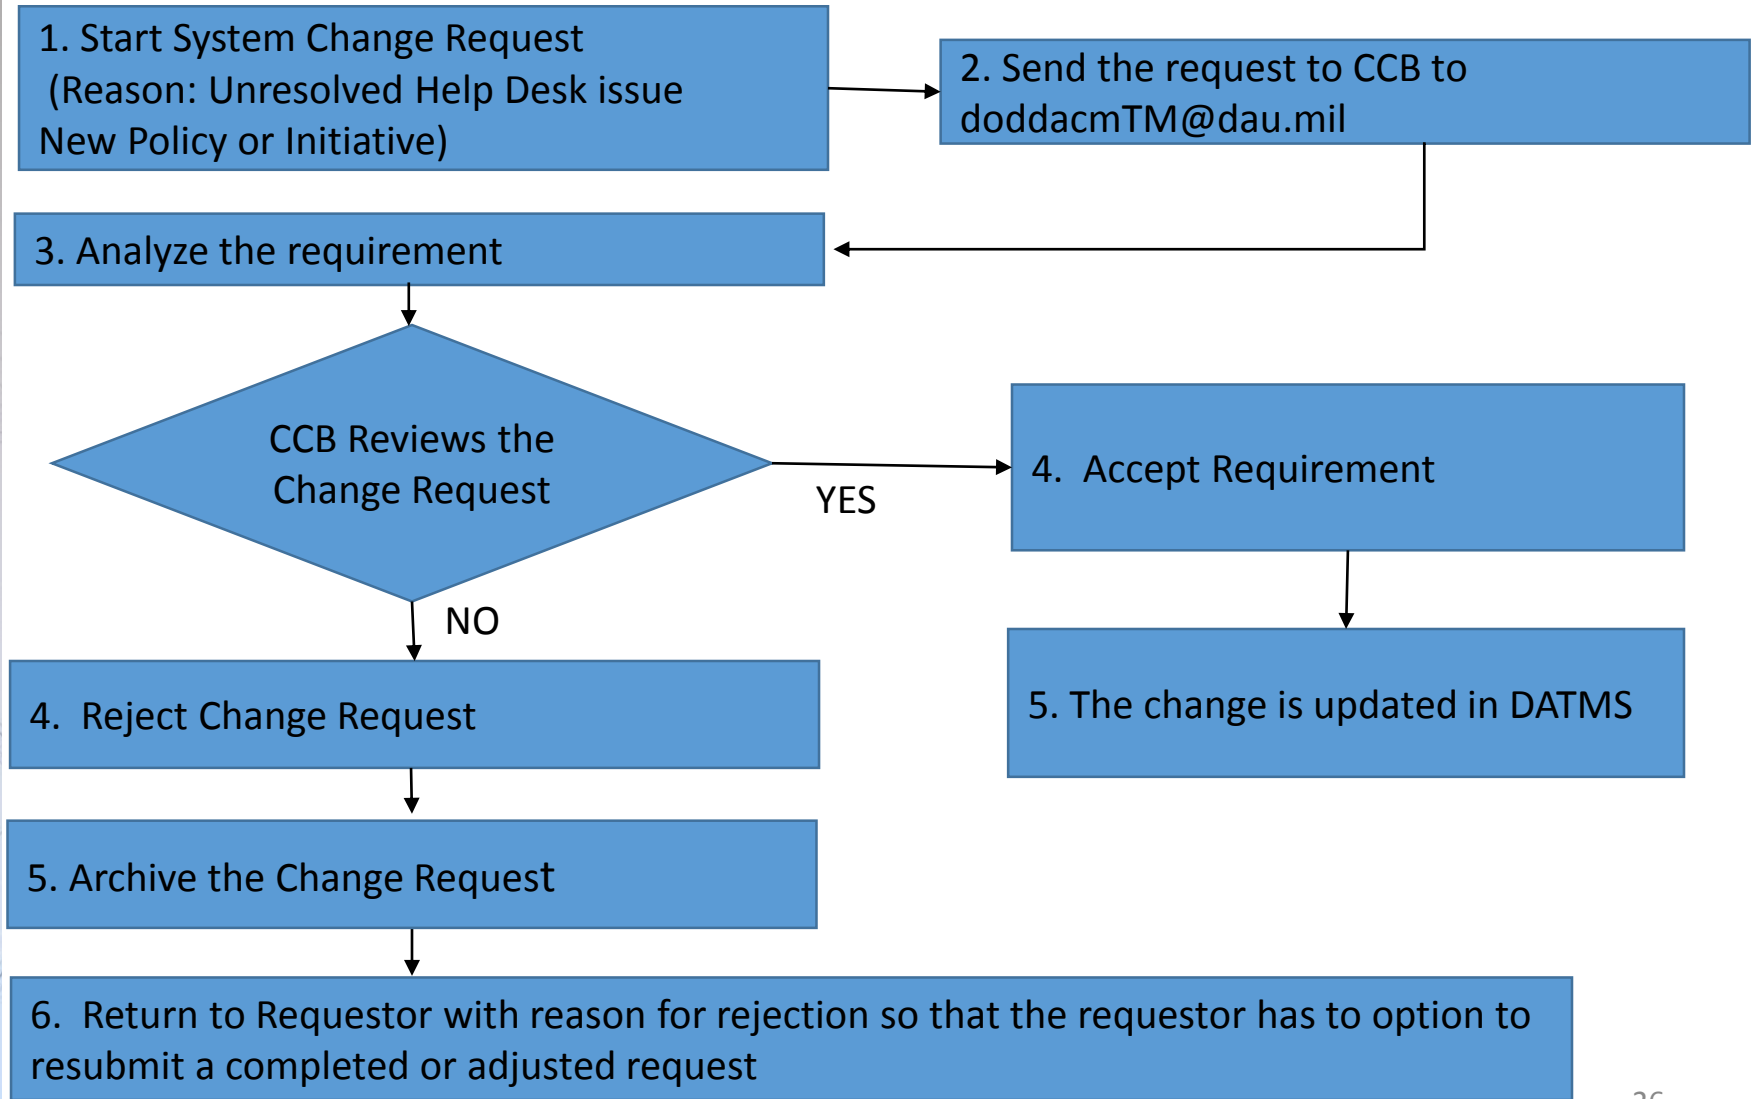 1. Start System Change Request
(Reason: Unresolved Help Desk issue
New Policy or Initiative)
2. Send the request to CCB to
doddacmTM@dau.mil
3. Analyze the requirement
CCB Reviews the
Change Request
YES
4. Accept Requirement
NO
4. Reject Change Request
5. The change is updated in DATMS
5. Archive the Change Request
6. Return to Requestor with reason for rejection so that the requestor has to option to
resubmit a completed or adjusted request